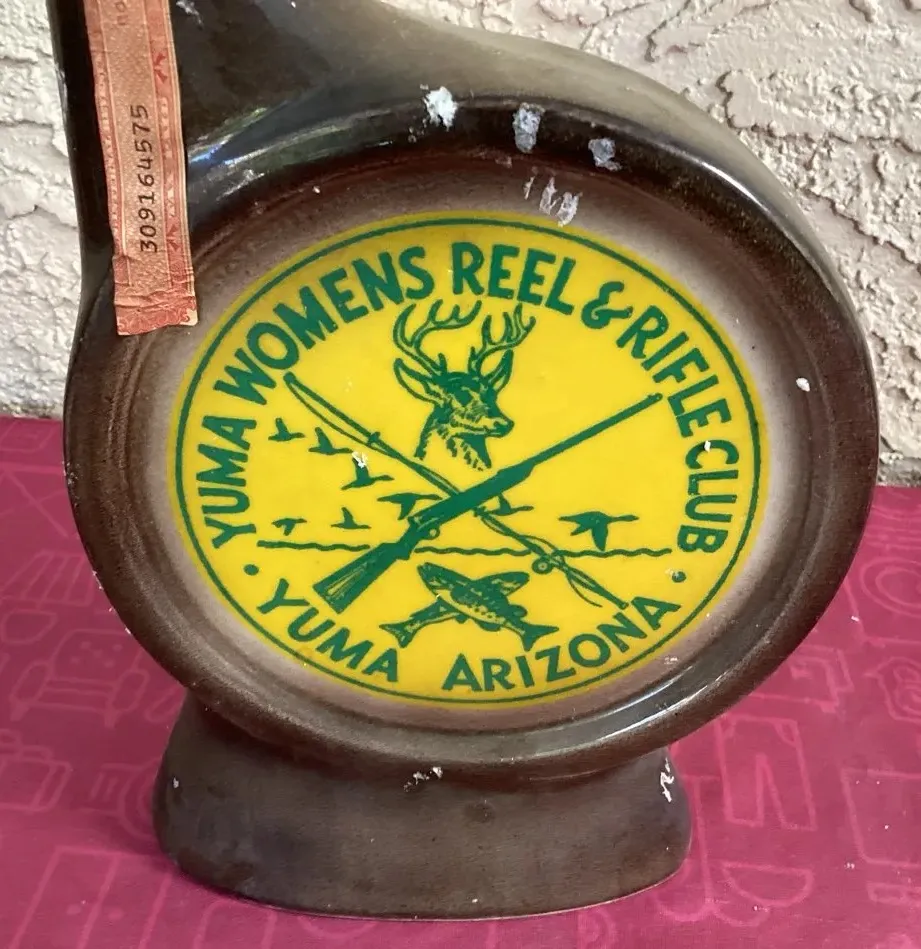 309164575
YUMA WOMENS REEL & RIFLE CLUB
YUMA ARIZONA